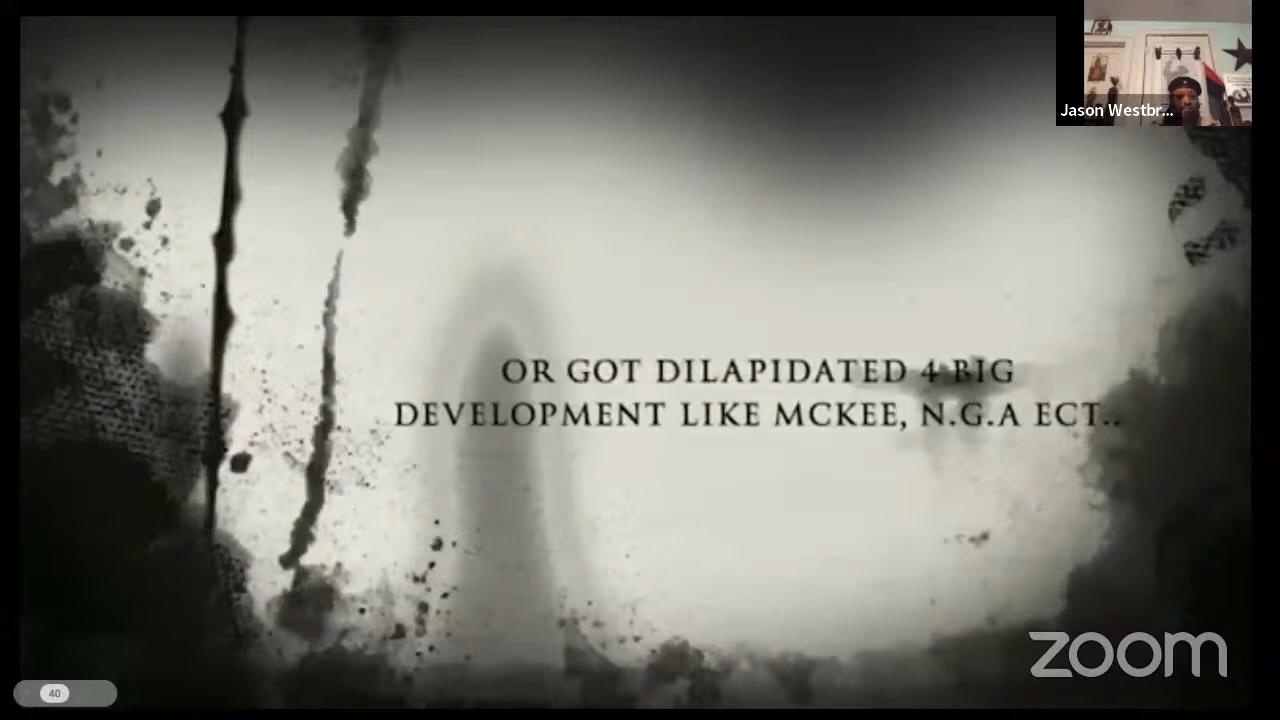 Jason Westbr...
OR GOT DILAPIDATED 4 BIG
DEVELOPMENT LIKE MCKEE, N.G.A ECT..
zoom
40